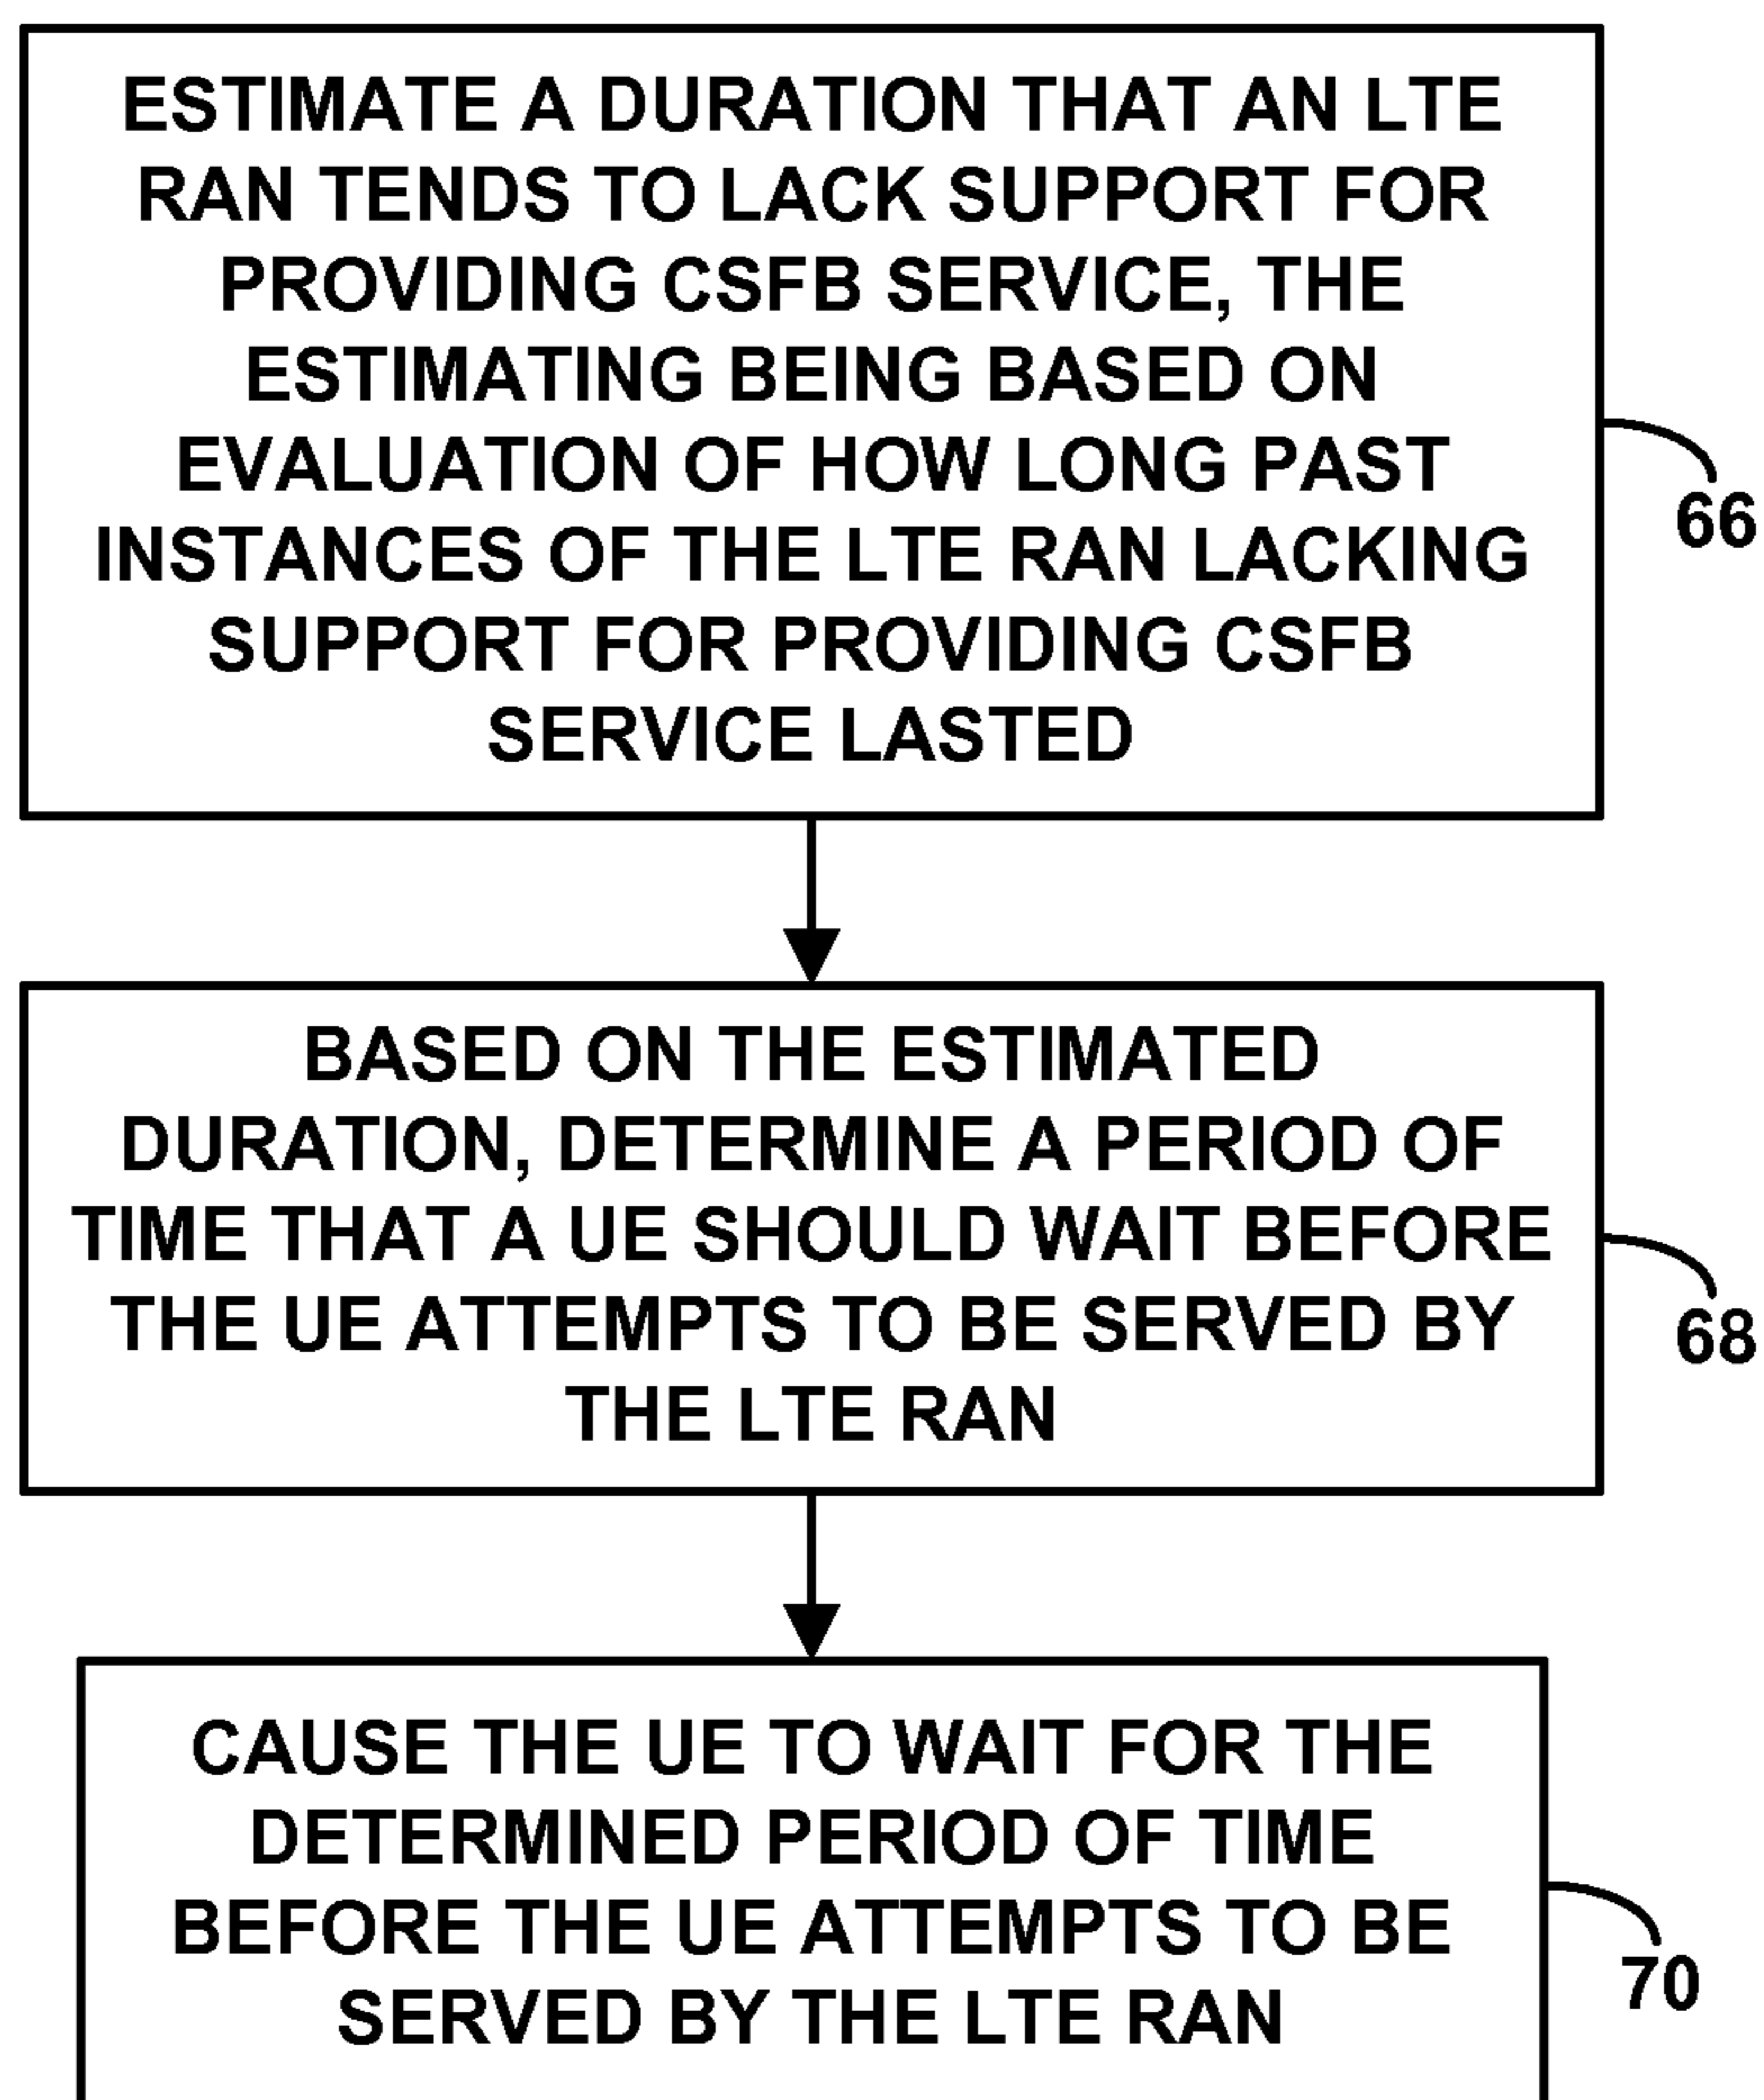 ESTIMATE A DURATION THAT AN LTE
RAN TENDS TO LACK SUPPORT FOR
PROVIDING CSFB SERVICE, THE
ESTIMATING BEING BASED ON
EVALUATION OF HOW LONG PAST
INSTANCES OF THE LTE RAN LACKING
SUPPORT FOR PROVIDING CSFB
SERVICE LASTED
66
BASED ON THE ESTIMATED
DURATION, DETERMINE A PERIOD OF
TIME THAT A UE SHOULD WAIT BEFORE
THE UE ATTEMPTS TO BE SERVED BY
THE LTE RAN
68
CAUSE THE UE TO WAIT FOR THE
DETERMINED PERIOD OF TIME
BEFORE THE UE ATTEMPTS TO BE
SERVED BY THE LTE RAN
70